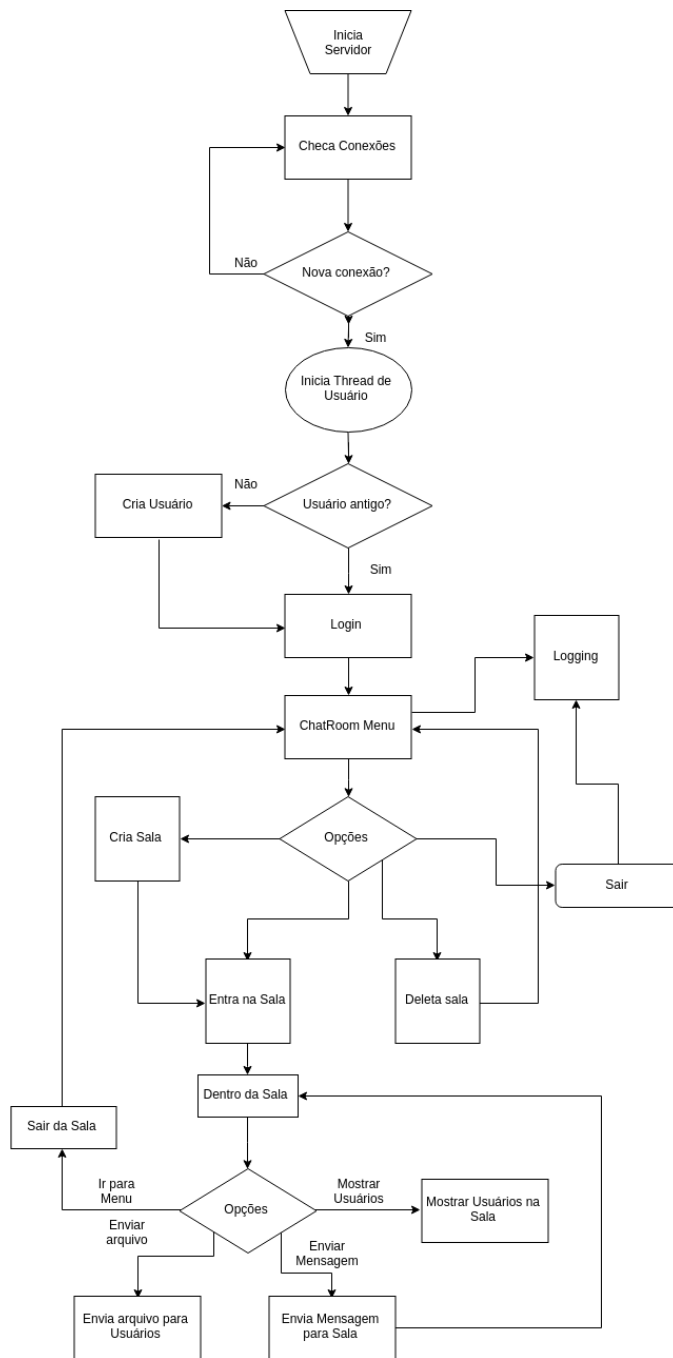 Inicia
Servidor
Checa Conexões
Não
Nova conexão?
Sim
Inicia Thread de
Usuário
Não
Cria Usuário
Usuário antigo?
Sim
Login
Logging
ChatRoom Menu
Cria Sala
Opções
Sair
Entra na Sala
Deleta sala
Dentro da Sala
Sair da Sala
Ir para
Menu
Mostrar
Usuários
Opções
Mostrar Usuários na
Sala
Enviar
arquivo
Enviar
Mensagem
Envia arquivo para
Usuários
Envia Mensagem
para Sala